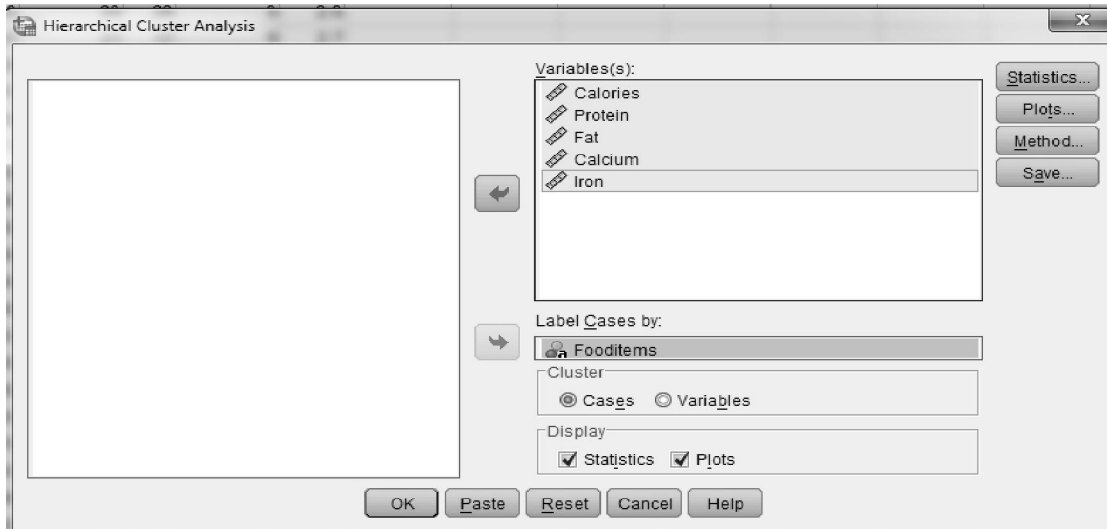 Hierarchical Cluster Analysis
x
Variables(s):
Calories
Protein
Fat
Calcium
Iron
Statistics...
Plots...
Method...
Save...
Label Cases by:
a Fooditems
Cluster
Cases Variables
Display
Statistics Plots
OK Paste Reset Cancel Help